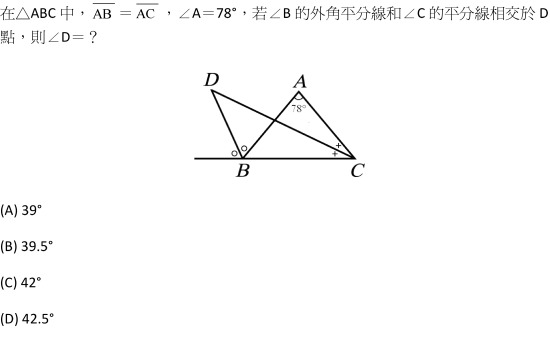 在△ABC 中，AB＝AC，∠A＝78°，若∠B 的外角平分線和∠C 的平分線相交於 D
點，則∠D＝？
D
A
78°
B
C
(A) 39°
(B) 39.5°
(C) 42°
(D) 42.5°